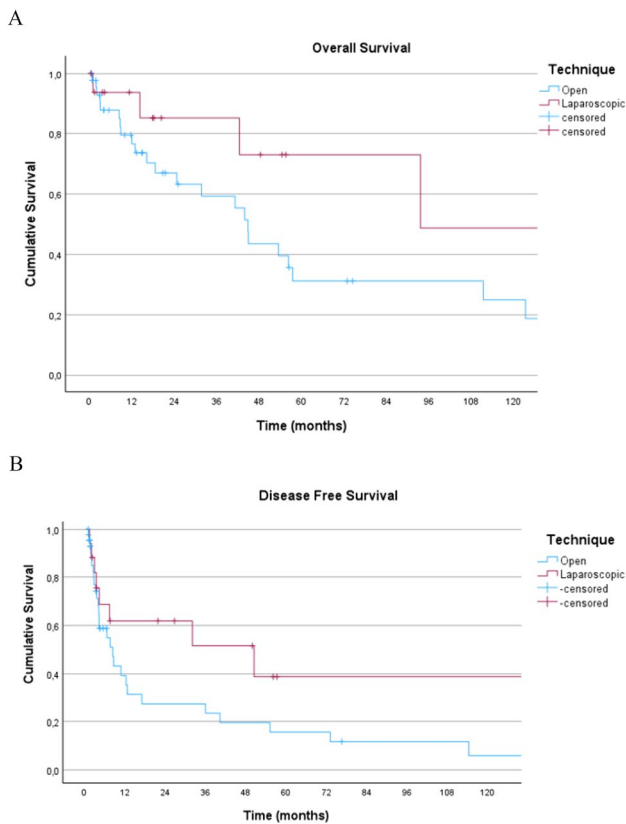 A
Overall Survival
Technique
Open
Laparoscopic
censored
censored
1,0
0,8
0,6
0,4
0,2
0,0
Cumulative Survival
0 12 24 36 48 60 72 84 96 108 120
Time (months)
B
Disease Free Survival
Technique
Open
Laparoscopic
-censored
-censored
1,0
0,8
0,6
0,4
0,2
0,0
Cumulative Survival
0 12 24 36 48 60 72 84 96 108 120
Time (months)